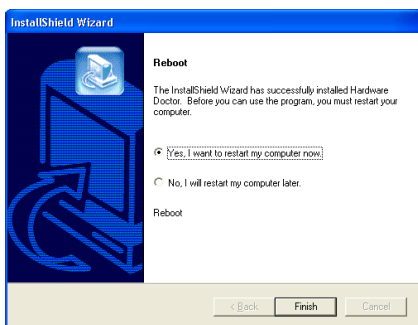 InstallShield Wizard
Reboot
The InstallShield Wizard has successfully installed Hardware
Doctor. Before you can use the program, you must restart your
computer.
Yes, I want to restart my computer now.
No, I will restart my computer later.
Reboot
< Back Finish Cancel